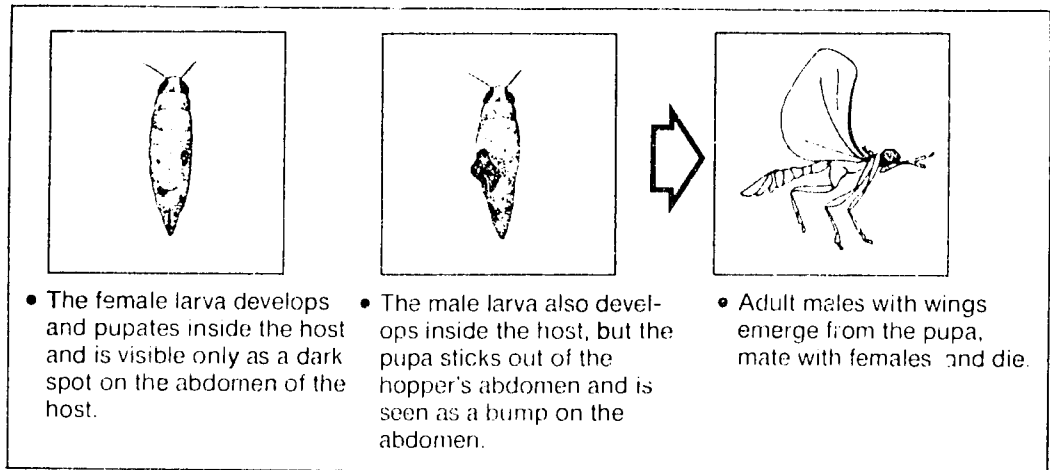 • The female larva develops
and pupates inside the host
and is visible only as a dark
spot on the abdomen of the
host.
• The male larva also devel-
ops inside the host, but the
pupa sticks out of the
hopper's abdomen and is
seen as a bump on the
abdomen.
• Adult males with wings
emerge from the pupa,
mate with females and die.